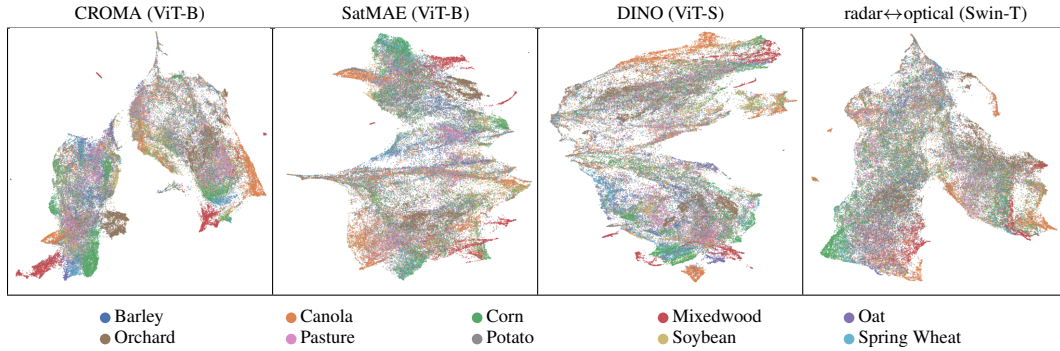 CROMA (ViT-B) SatMAE (ViT-B) DINO (ViT-S) radar↔optical (Swin-T)
Barley Canola Corn Mixedwood Oat
Orchard Pasture Potato Soybean Spring Wheat